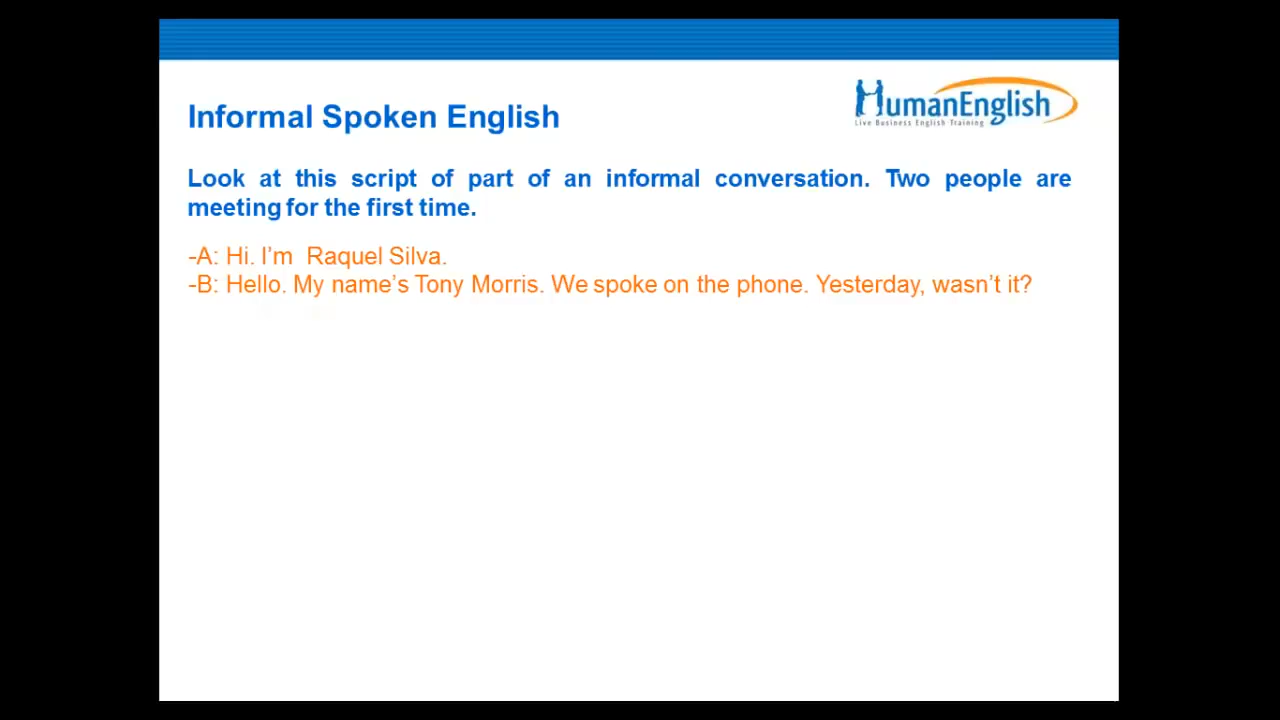 HumanEnglish
Live Business English Training
Informal Spoken English
Look at this script of part of an informal conversation. Two people are
meeting for the first time.
-A: Hi. I’m  Raquel Silva.
-B: Hello. My name’s Tony Morris. We spoke on the phone. Yesterday, wasn’t it?